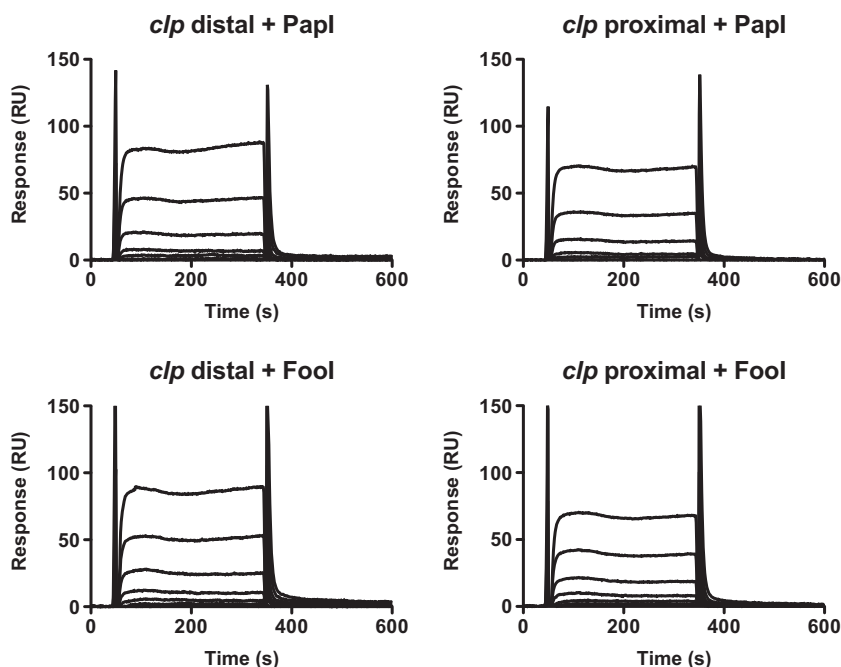 clp distal + PapI
150
100
50
0
Response (RU)
0 200 400 600
Time (s)
clp proximal + PapI
150
100
50
0
Response (RU)
0 200 400 600
Time (s)
clp distal + FooI
150
100
50
0
Response (RU)
0 200 400 600
Time (s)
clp proximal + FooI
150
100
50
0
Response (RU)
0 200 400 600
Time (s)